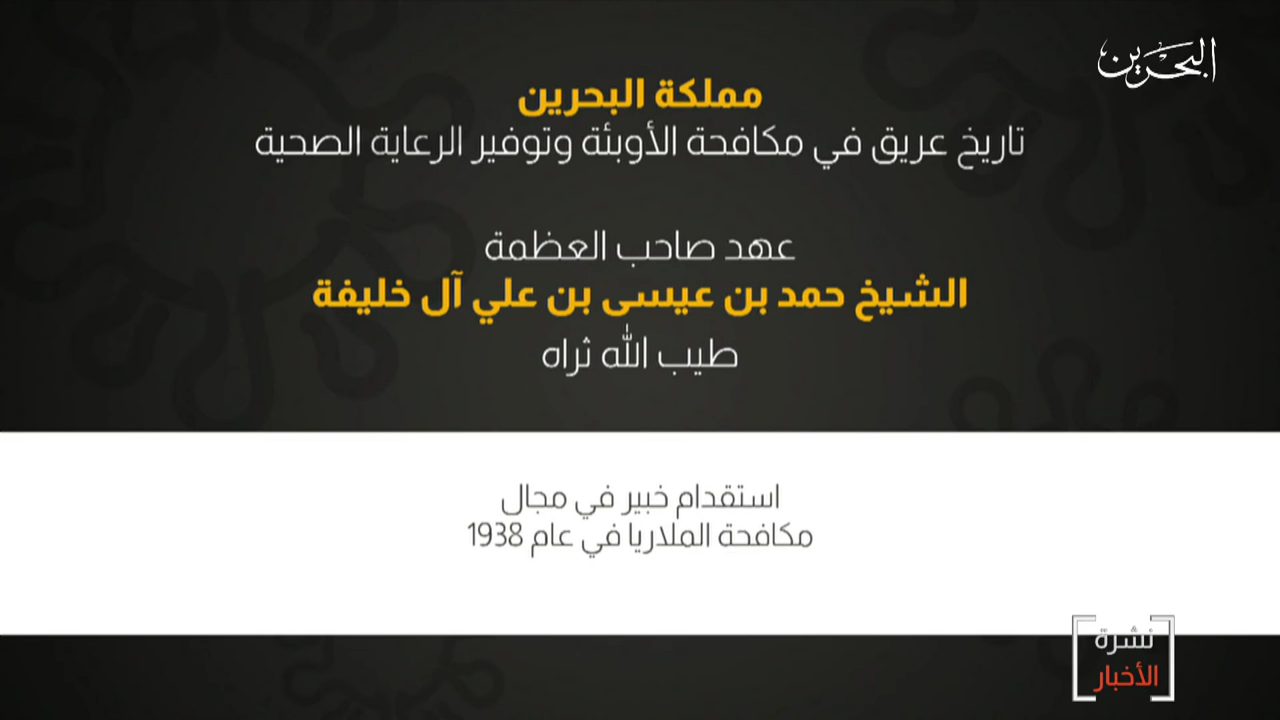 البحرين
مملكة البحرين
تاريخ عريق في مكافحة الأوبئة وتوفير الرعاية الصحية
عهد صاحب العظمة
الشيخ حمد بن عيسى بن علي آل خليفة
طيب الله ثراه
استقدام خبير في مجال
مكافحة الملاريا في عام 1938
نشرة
الأخبار